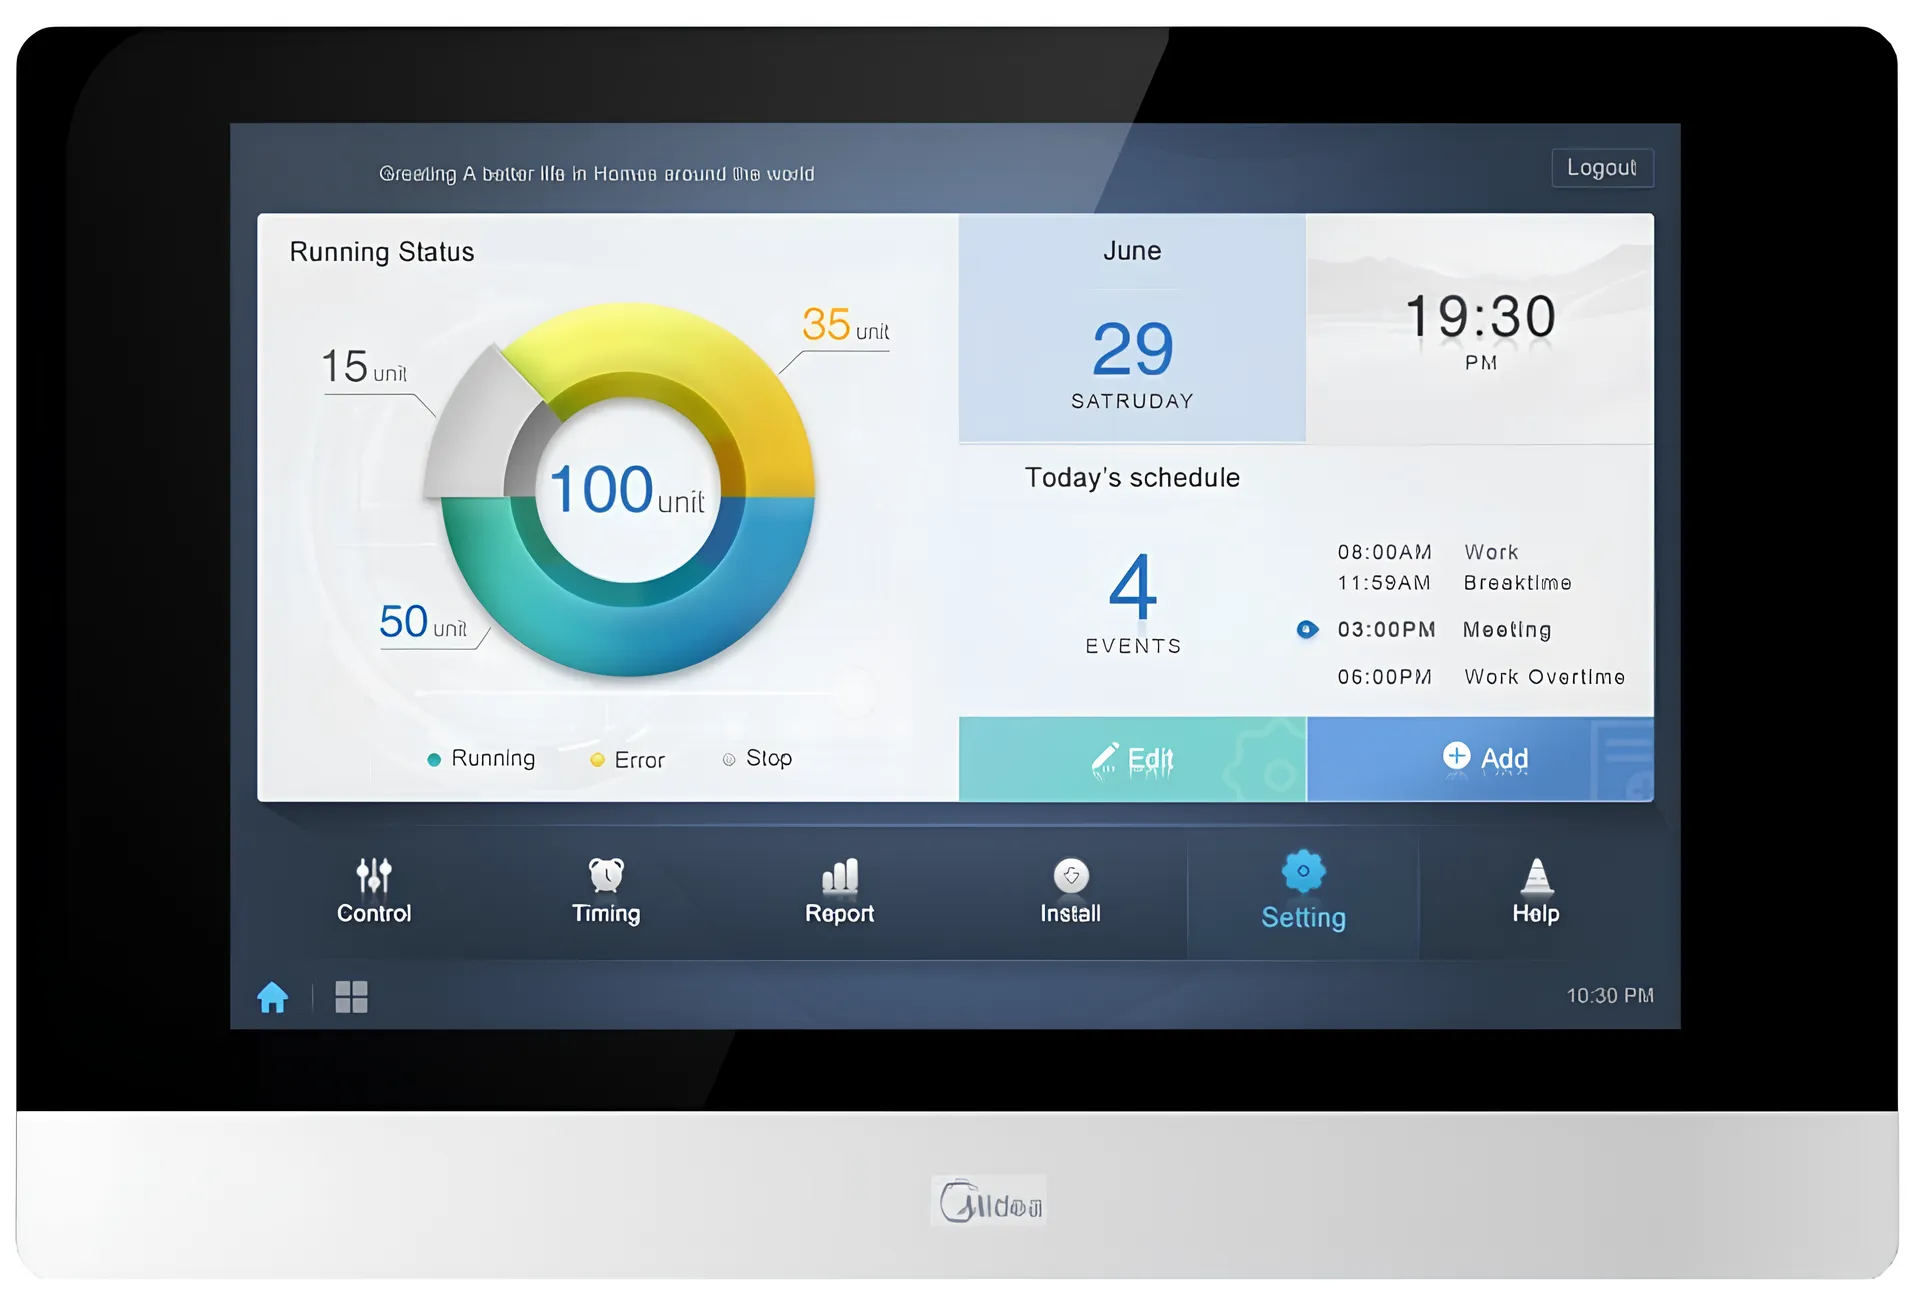 Greeting A better life in Homes around the world
Logout
Running Status
35 unit
15 unit
100 unit
50 unit
Running
Error
Stop
June
29
SATRUDAY
19:30
PM
Today's schedule
4
EVENTS
08:00AM Work
11:59AM Breaktime
03:00PM Meeting
06:00PM Work Overtime
Edit
Add
Control
Timing
Report
Install
Setting
Help
10:30 PM
Midea